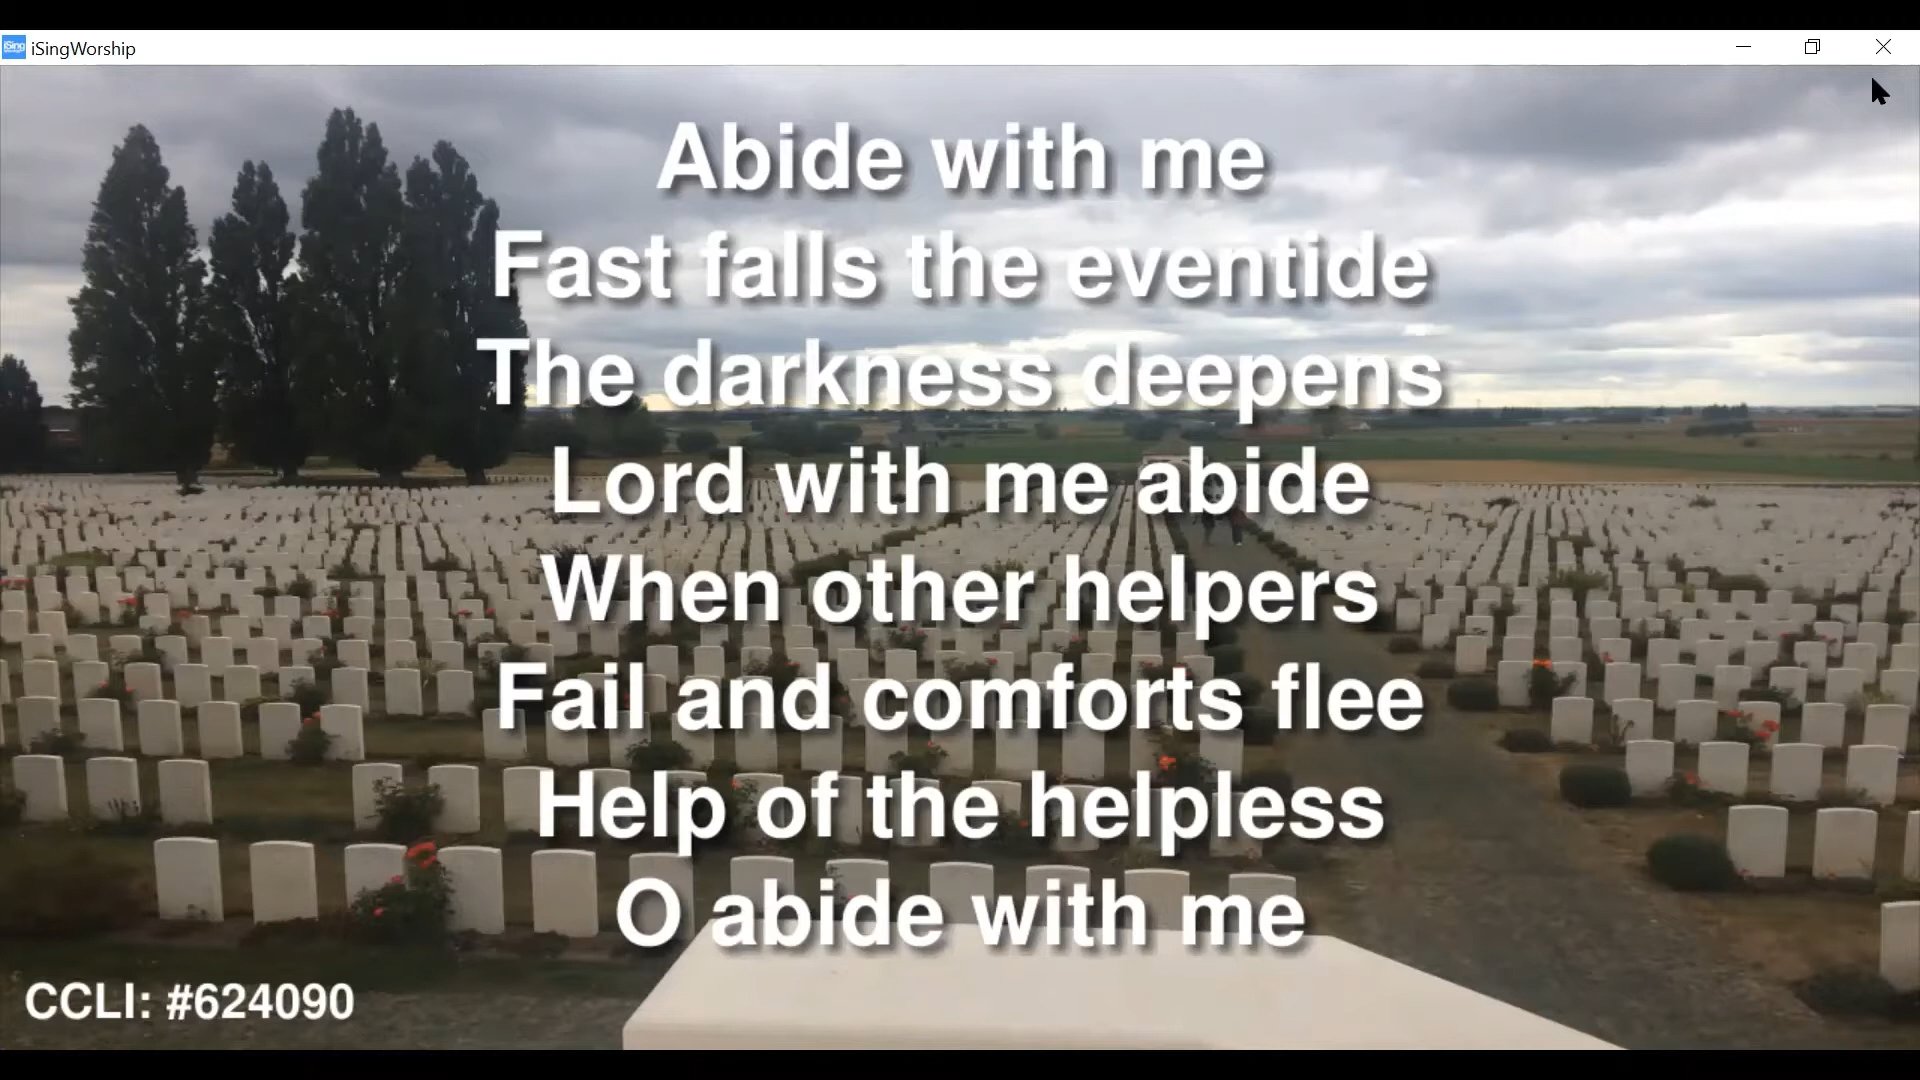 iSing
iSingWorship
Abide with me
Fast falls the eventide
The darkness deepens
Lord with me abide
When other helpers
Fail and comforts flee
Help of the helpless
O abide with me
CCLI: #624090